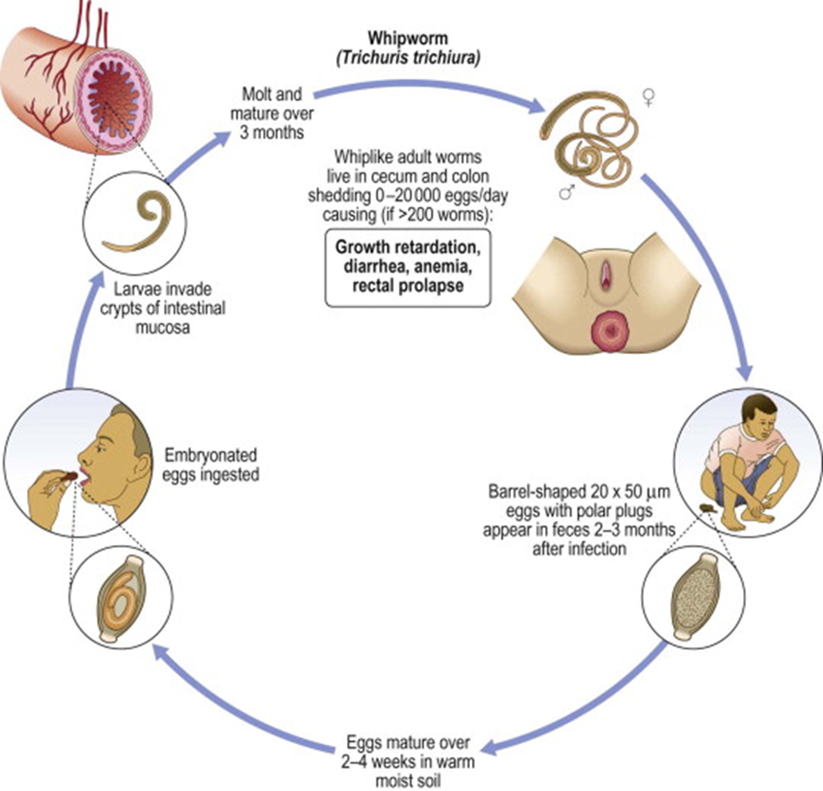 Whipworm
(Trichuris trichiura)
Molt and
mature over
3 months
♀
♂
Whiplike adult worms
live in cecum and colon
shedding 0–20 000 eggs/day
causing (if >200 worms):
Growth retardation,
diarrhea, anemia,
rectal prolapse
Larvae invade
crypts of intestinal
mucosa
Embryonated
eggs ingested
Barrel-shaped 20 x 50 μm
eggs with polar plugs
appear in feces 2–3 months
after infection
Eggs mature over
2–4 weeks in warm
moist soil